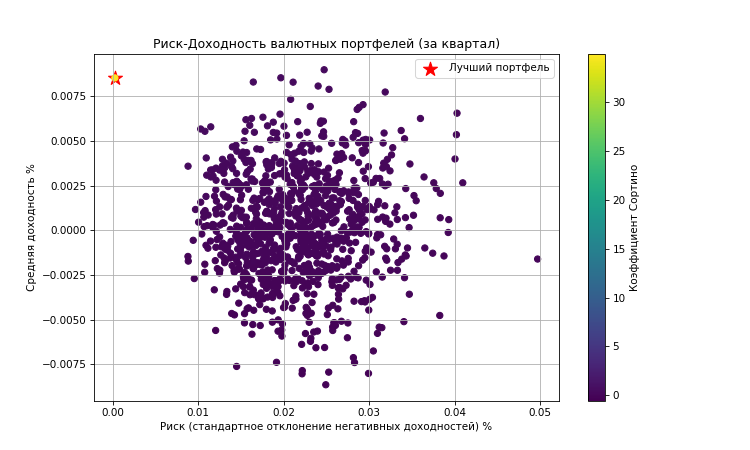 Риск-Доходность валютных портфелей (за квартал)
Лучший портфель
0.0075
0.0050
0.0025
0.0000
−0.0025
−0.0050
−0.0075
Средняя доходность %
0.00 0.01 0.02 0.03 0.04 0.05
Риск (стандартное отклонение негативных доходностей) %
30
25
20
15
10
5
0
Коэффициент Сортино